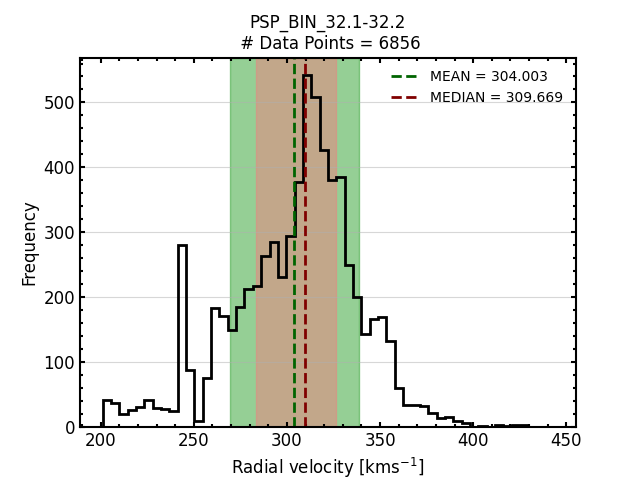 PSP_BIN_32.1-32.2
# Data Points = 6856
MEAN = 304.003
MEDIAN = 309.669
Frequency
500
400
300
200
100
0
200
250
300
350
400
450
Radial velocity [kms⁻¹]